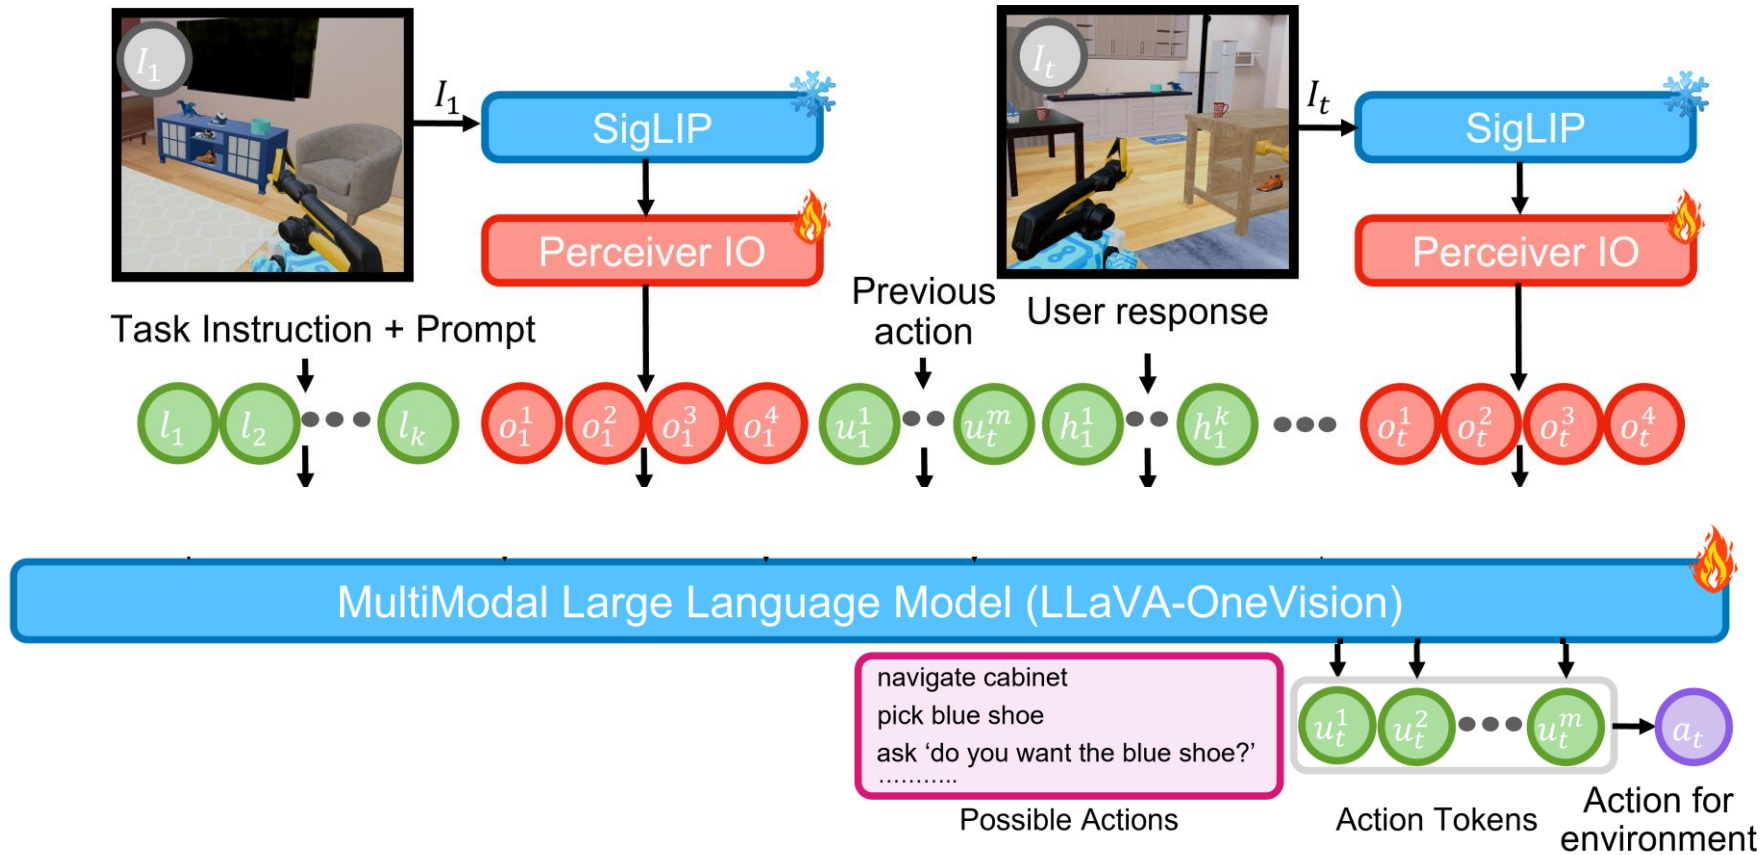 I₁
I₁
SigLIP
Perceiver IO
Iₜ
Iₜ
SigLIP
Perceiver IO
Task Instruction + Prompt
Previous
action
User response
l₁ l₂ lₖ o₁¹ o₁² o₁³ o₁⁴ u₁¹ uₜᵐ h₁¹ h₁ᵏ oₜ¹ oₜ² oₜ³ oₜ⁴
MultiModal Large Language Model (LLaVA-OneVision)
navigate cabinet
pick blue shoe
ask ‘do you want the blue shoe?’
...........
Possible Actions
uₜ¹ uₜ² uₜᵐ
Action Tokens
aₜ
Action for
environment